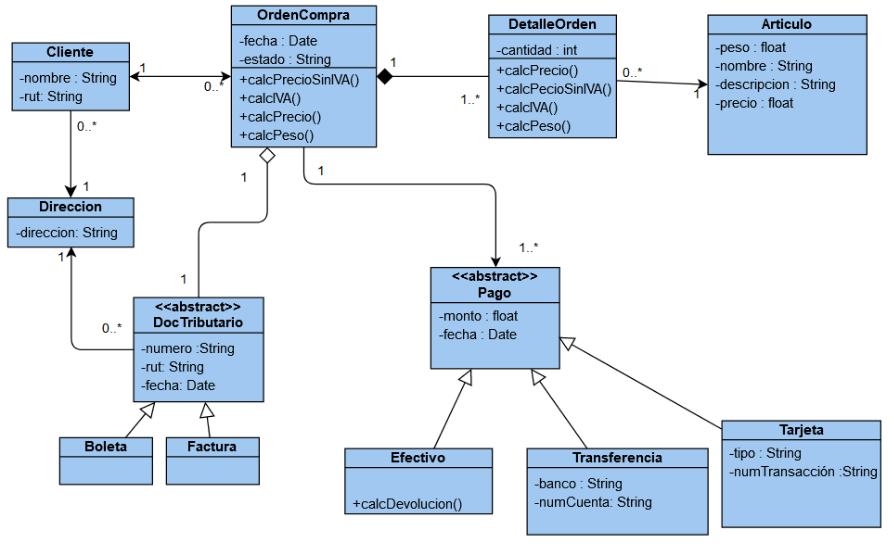 Cliente
-nombre : String
-rut: String
1
0..*
OrdenCompra
-fecha : Date
-estado : String
+calcPrecioSinIVA()
+calcIVA()
+calcPrecio()
+calcPeso()
1
1..*
DetalleOrden
-cantidad : int
+calcPrecio()
+calcPecioSinIVA()
+calcIVA()
+calcPeso()
0..*
1
Articulo
-peso : float
-nombre : String
-descripcion : String
-precio : float
0..*
1
Direccion
-direccion: String
1
0..*
1
1
<<abstract>>
DocTributario
-numero :String
-rut: String
-fecha: Date
Boleta
Factura
1
1..*
<<abstract>>
Pago
-monto : float
-fecha : Date
Efectivo
+calcDevolucion()
Transferencia
-banco : String
-numCuenta: String
Tarjeta
-tipo : String
-numTransacción :String